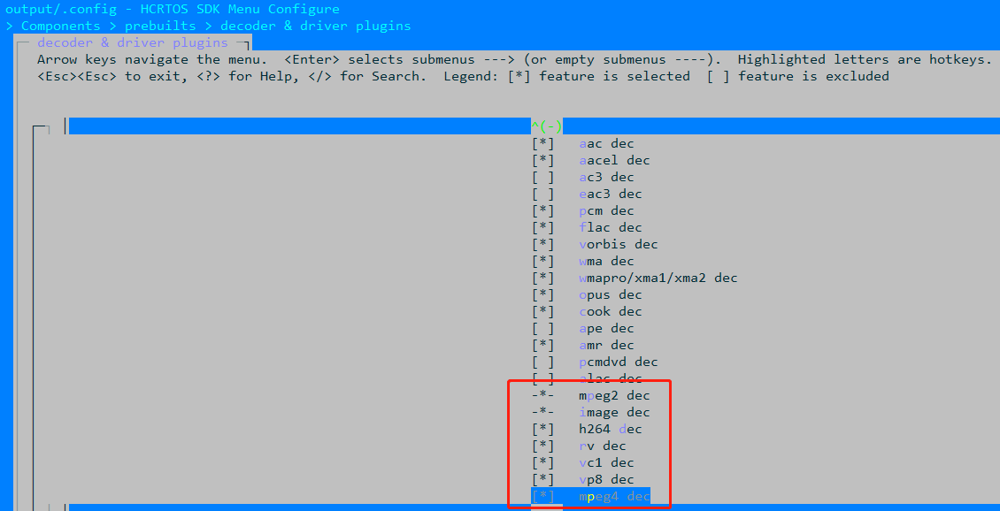 output/.config - HCRTOS SDK Menu Configure
> Components > prebuilts > decoder & driver plugins
decoder & driver plugins
Arrow keys navigate the menu.  <Enter> selects submenus ---> (or empty submenus ----).  Highlighted letters are hotkeys.
<Esc><Esc> to exit, <?> for Help, </> for Search.  Legend: [*] feature is selected  [ ] feature is excluded
^(-)
[*]   aac dec
[*]   aacel dec
[ ]   ac3 dec
[ ]   eac3 dec
[*]   pcm dec
[*]   flac dec
[*]   vorbis dec
[*]   wma dec
[*]   wmapro/xma1/xma2 dec
[*]   opus dec
[*]   cook dec
[ ]   ape dec
[*]   amr dec
[ ]   pcmdvd dec
[ ]   alac dec
-*-   mpeg2 dec
-*-   image dec
[*]   h264 dec
[*]   rv dec
[*]   vc1 dec
[*]   vp8 dec
[*]   mpeg4 dec